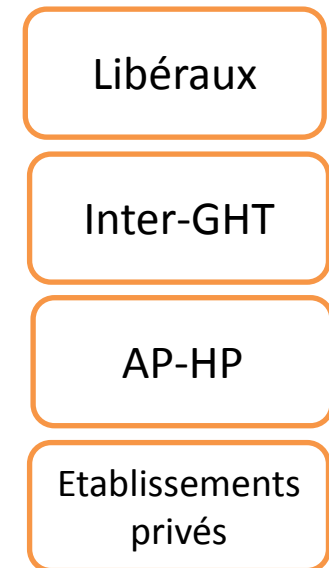 Libéraux
Inter-GHT
AP-HP
Etablissements
privés